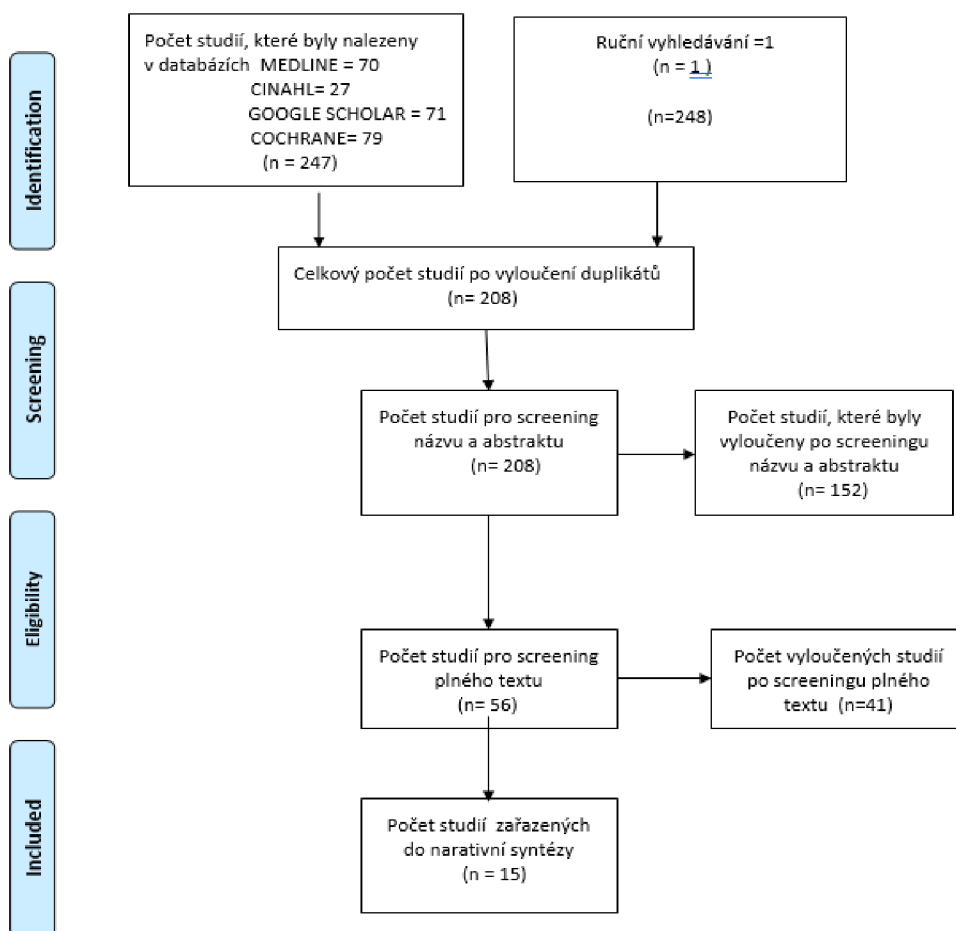 Identification
Počet studií, které byly nalezeny
v databázích MEDLINE = 70
CINAHL= 27
GOOGLE SCHOLAR = 71
COCHRANE= 79
(n = 247)
Ruční vyhledávání =1
(n = 1 )
(n=248)
Celkový počet studií po vyloučení duplikátů
(n= 208)
Screening
Počet studií pro screening
názvu a abstraktu
(n= 208)
Počet studií, které byly
vyloučeny po screeningu
názvu a abstraktu
(n= 152)
Eligibility
Počet studií pro screening
plného textu
(n= 56)
Počet vyloučených studií
po screeningu plného
textu (n=41)
Included
Počet studií zařazených
do narativní syntézy
(n = 15)